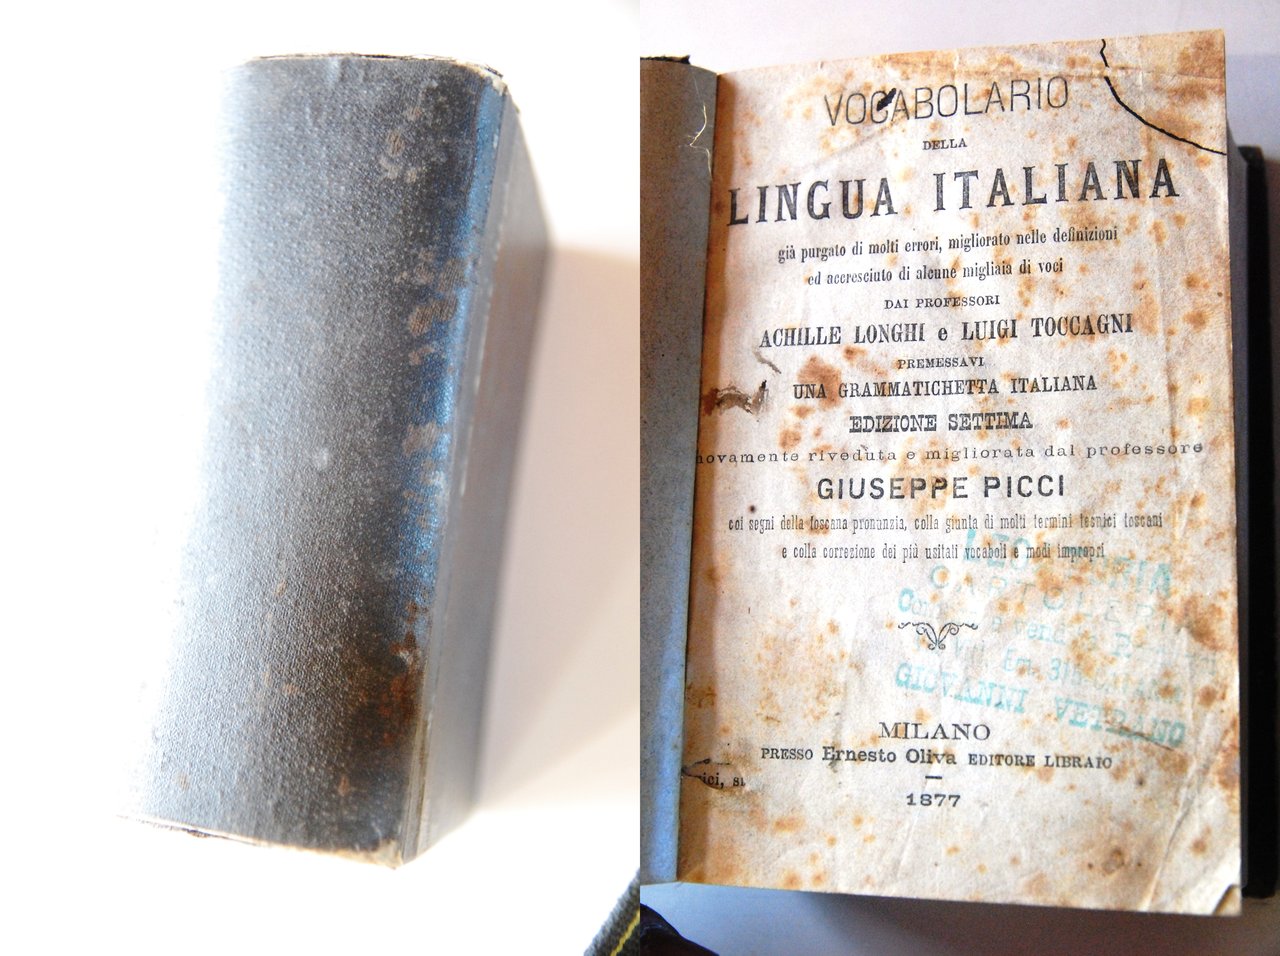 VOCABOLARIO
DELLA
LINGUA ITALIANA
già purgato di molti errori, migliorato nelle definizioni
ed accresciuto di alcune migliaia di voci
DAI PROFESSORI
ACHILLE LONGHI e LUIGI TOCCAGNI
PREMESSAVI
UNA GRAMMATICHETTA ITALIANA
EDIZIONE SETTIMA
novamente riveduta e migliorata dal professore
GIUSEPPE PICCI
coi segni della toscana pronunzia, colla giunta di molti termini tecnici toscani
e colla correzione dei più usitati vocaboli e modi impropri
GIOVANNI
MILANO
PRESSO Ernesto Oliva EDITORE LIBRAIO
1877